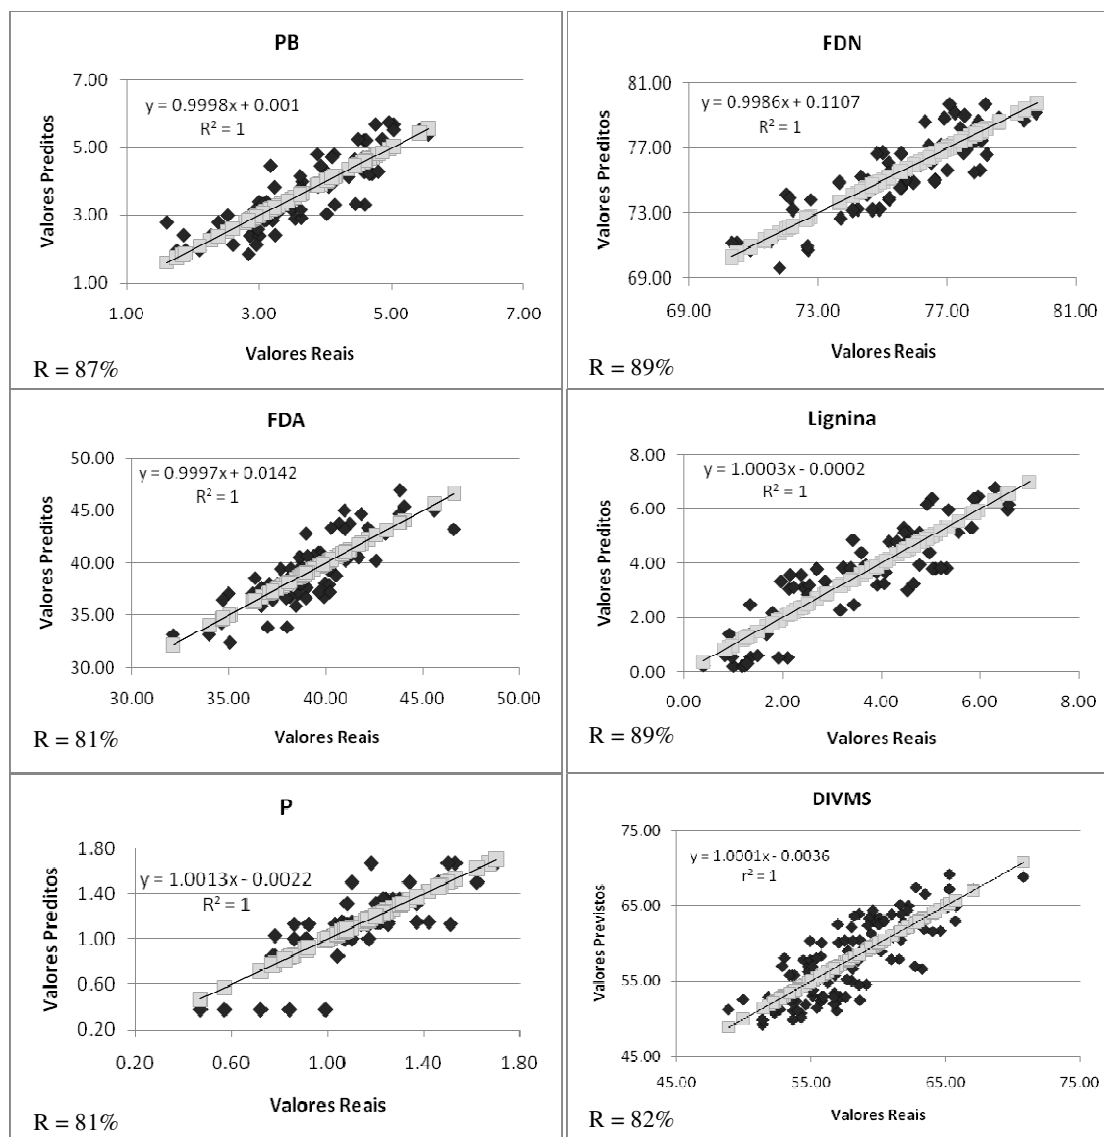 PB
Valores Preditos
7.00
y = 0.9998x + 0.001
R² = 1
5.00
3.00
1.00
1.00 3.00 5.00 7.00
Valores Reais
R = 87%
FDN
Valores Preditos
81.00
y = 0.9986x + 0.1107
R² = 1
77.00
73.00
69.00
69.00 73.00 77.00 81.00
Valores Reais
R = 89%
FDA
Valores Preditos
50.00
y = 0.9997x + 0.0142
R² = 1
45.00
40.00
35.00
30.00
30.00 35.00 40.00 45.00 50.00
Valores Reais
R = 81%
Lignina
Valores Preditos
8.00
y = 1.0003x - 0.0002
R² = 1
6.00
4.00
2.00
0.00
0.00 2.00 4.00 6.00 8.00
Valores Reais
R = 89%
P
Valores Preditos
1.80
y = 1.0013x - 0.0022
R² = 1
1.40
1.00
0.60
0.20
0.20 0.60 1.00 1.40 1.80
Valores Reais
R = 81%
DIVMS
Valores Previstos
75.00
y = 1.0001x - 0.0036
r² = 1
65.00
55.00
45.00
45.00 55.00 65.00 75.00
Valores Reais
R = 82%